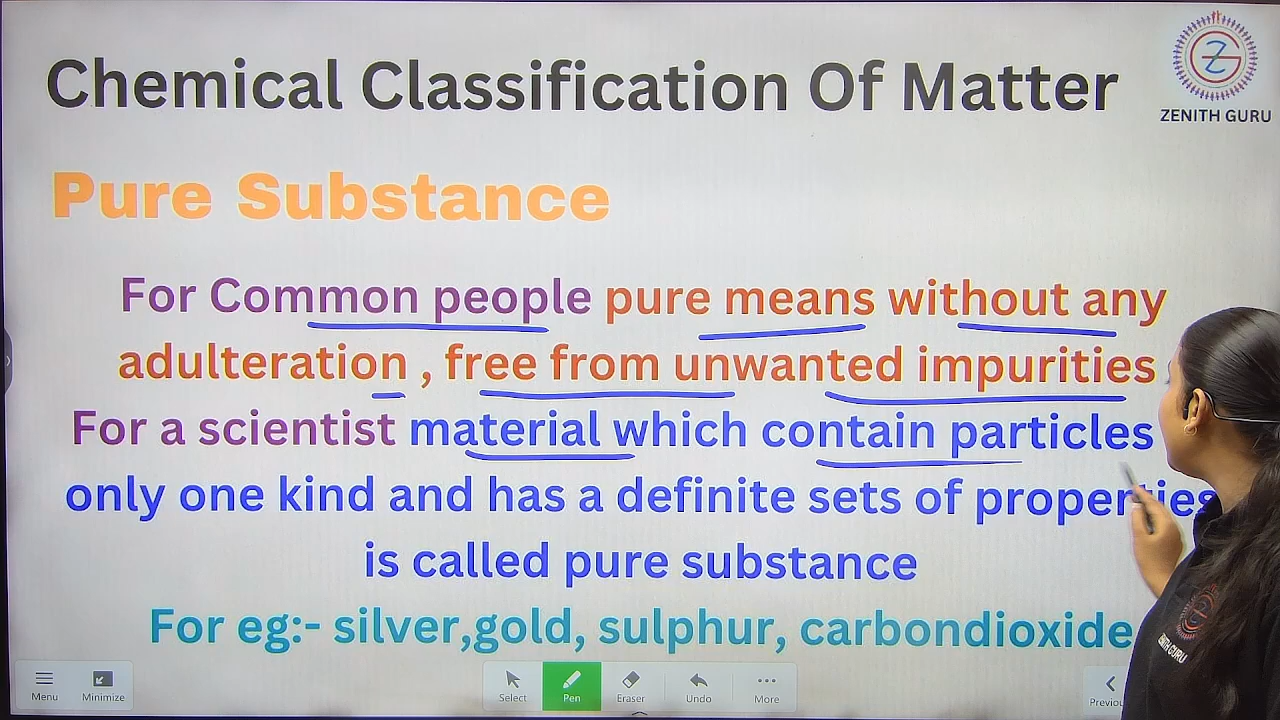 Chemical Classification Of Matter
ZENITH GURU
Pure Substance
For Common people pure means without any
adulteration , free from unwanted impurities
For a scientist material which contain particles
only one kind and has a definite sets of properties
is called pure substance
For eg:- silver,gold, sulphur, carbondioxide
ZENITH GURU
Menu
Minimize
Select
Pen
Eraser
Undo
More